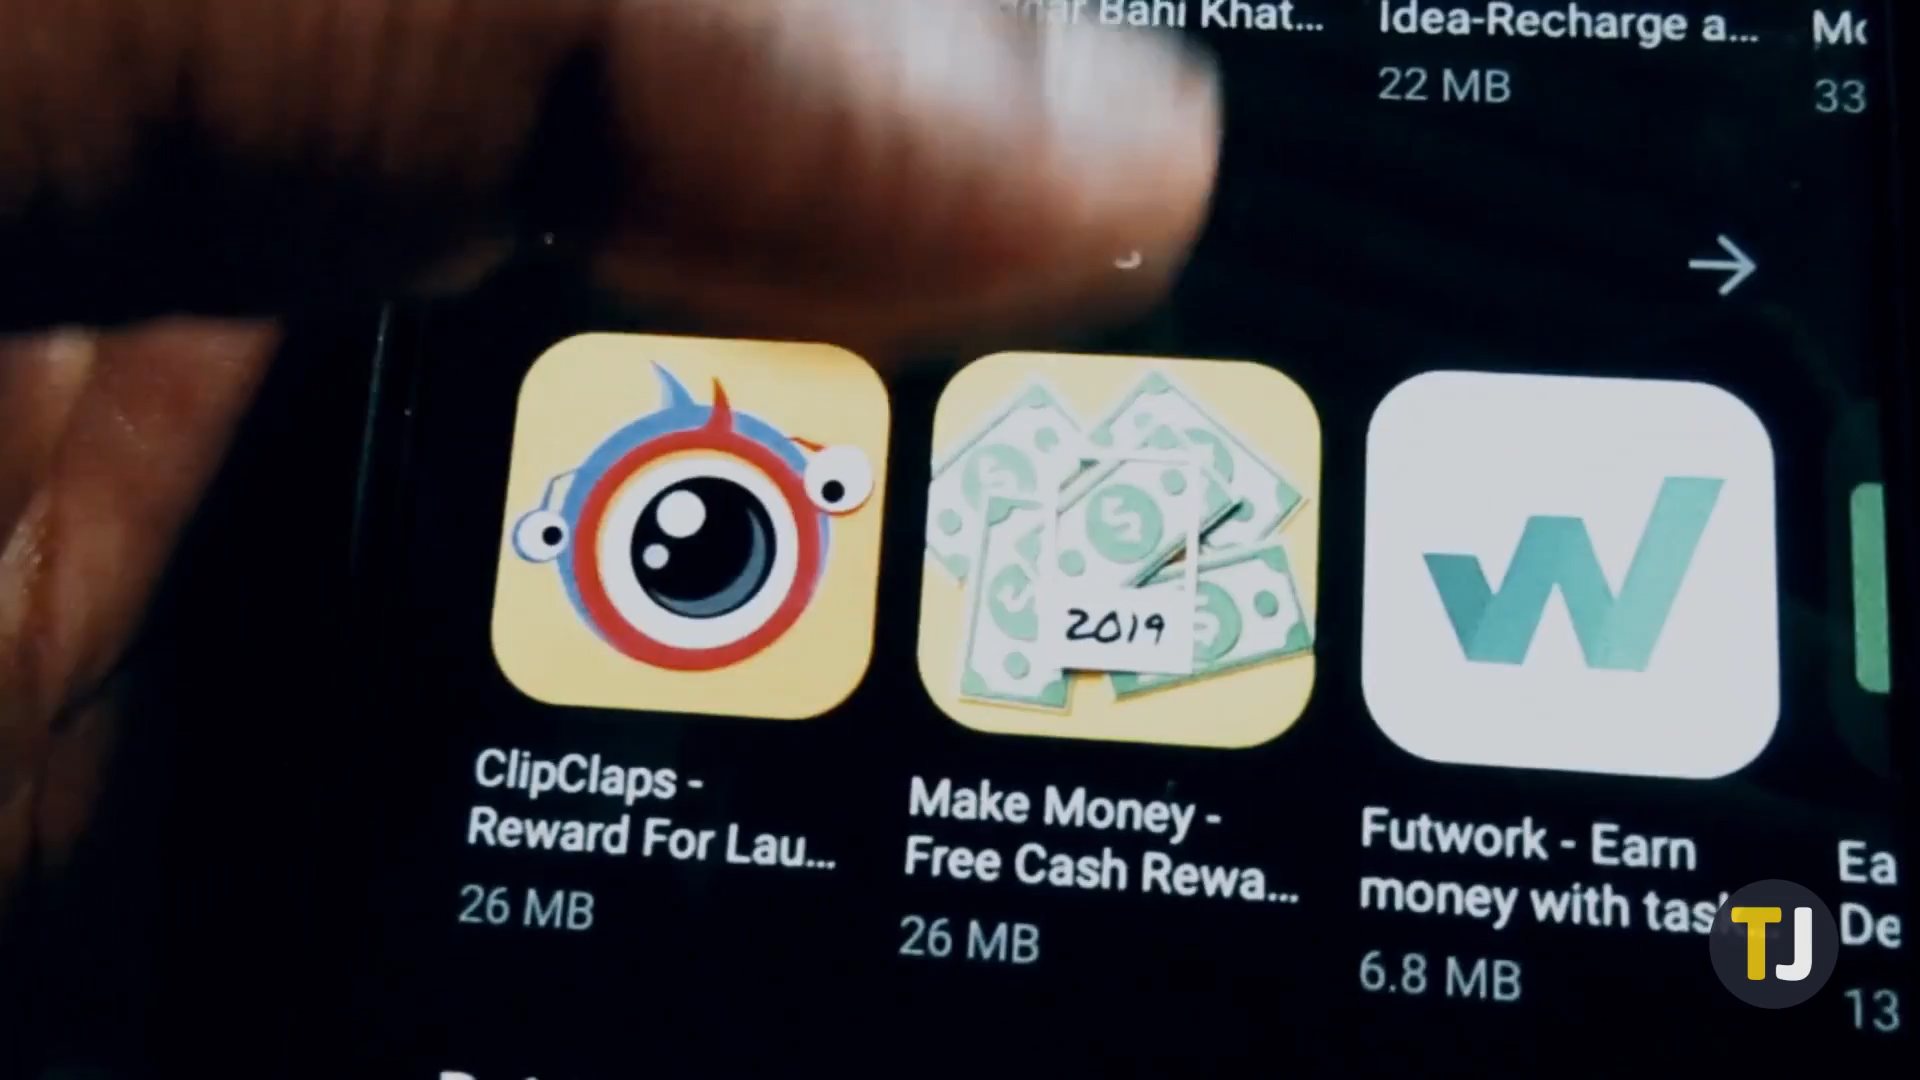 Bahi Khat...
Idea-Recharge a...
22 MB
33
2019
ClipClaps -
Reward For Lau...
26 MB
Make Money -
Free Cash Rewa...
26 MB
Futwork - Earn
money with
6.8 MB
Ea
De
13
TJ